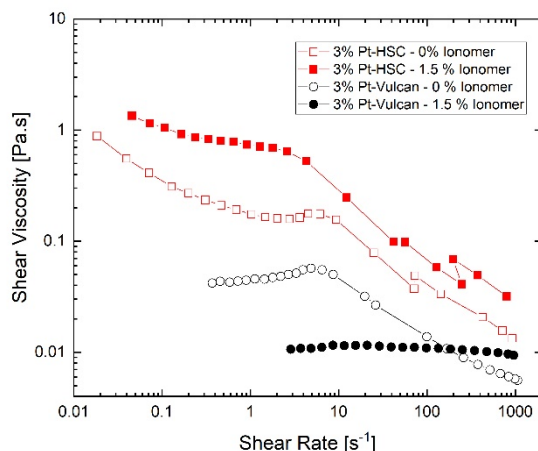 10
3% Pt-HSC - 0% Ionomer
3% Pt-HSC - 1.5 % Ionomer
3% Pt-Vulcan - 0 % Ionomer
3% Pt-Vulcan - 1.5 % Ionomer
1
Shear Viscosity [Pa.s]
0.1
0.01
0.01 0.1 1 10 100 1000
Shear Rate [s⁻¹]